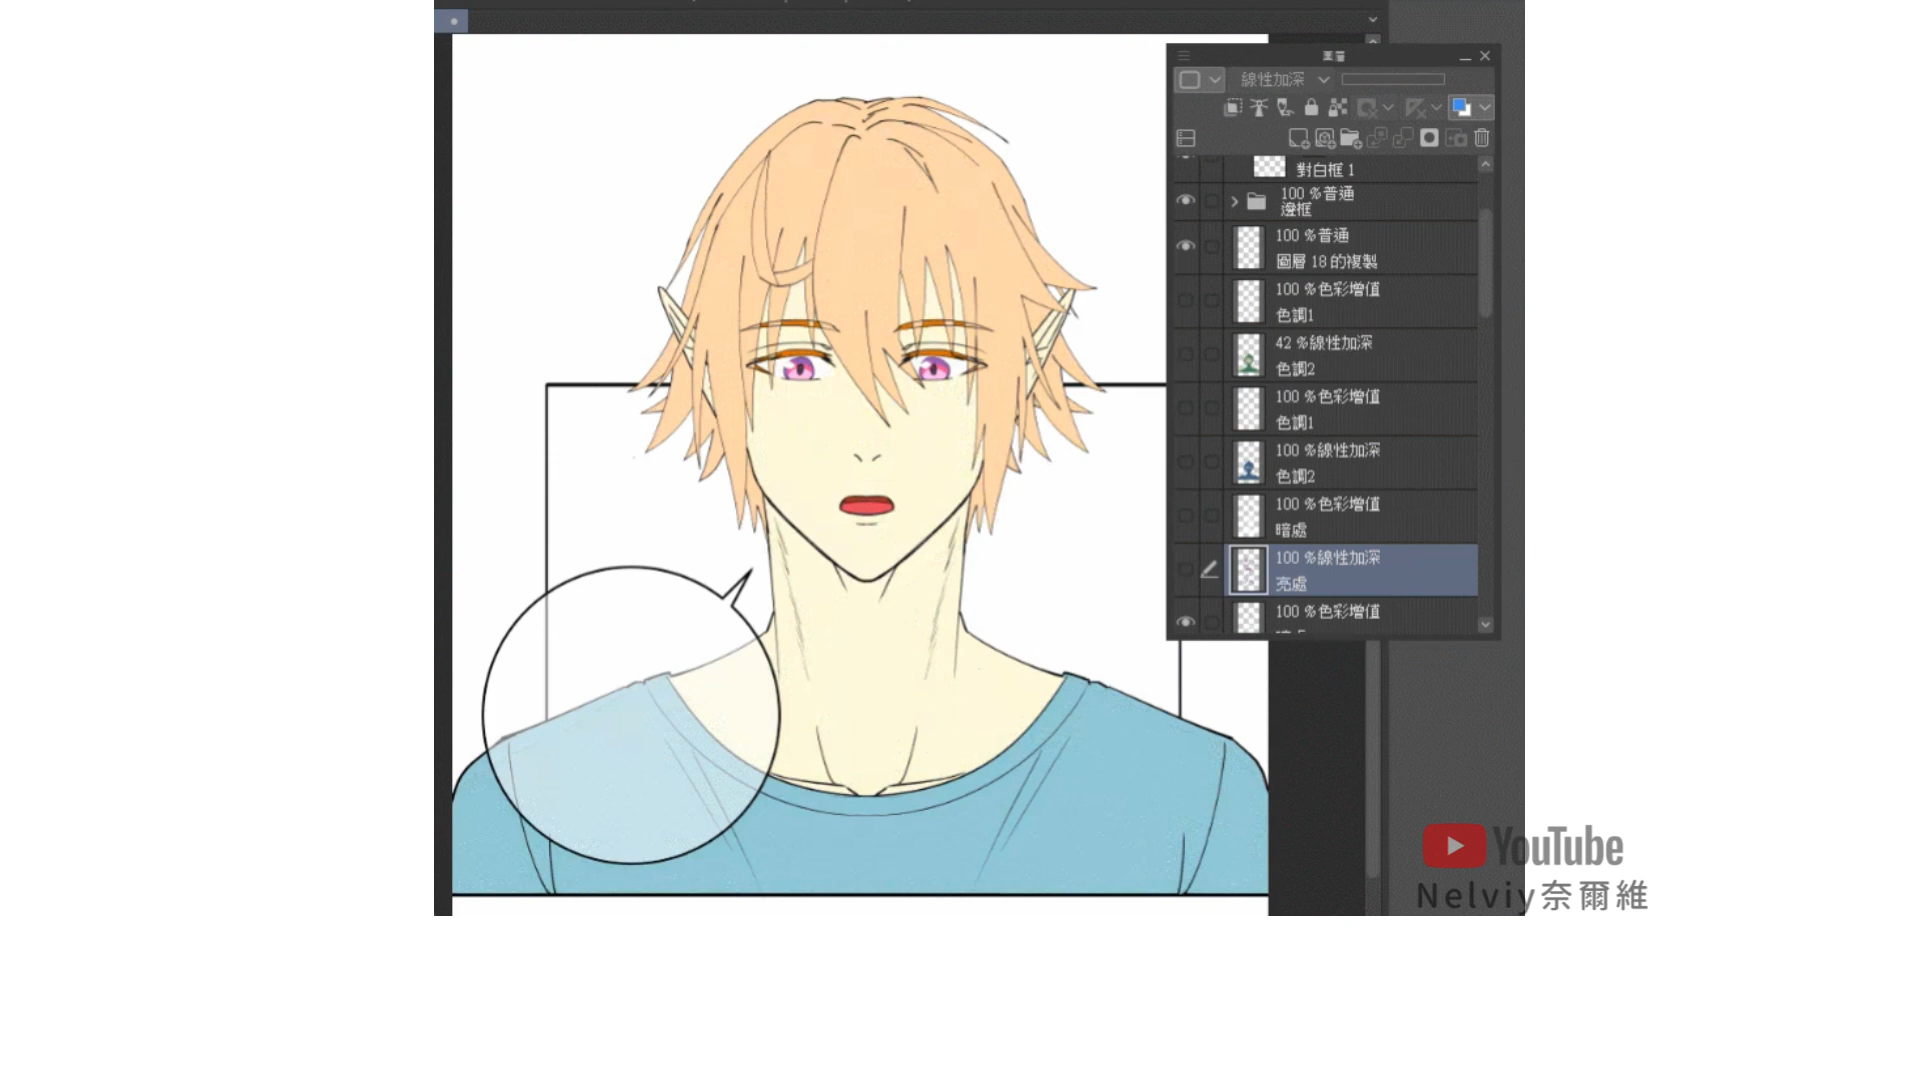 線性加深
對白框 1
100 %普通
邊框
100 %普通
圖層 18 的複製
100 %色彩增值
色調1
42 %線性加深
色調2
100 %色彩增值
色調1
100 %線性加深
色調2
100 %色彩增值
暗處
100 %線性加深
亮處
100 %色彩增值
YouTube
Nelviy奈爾維